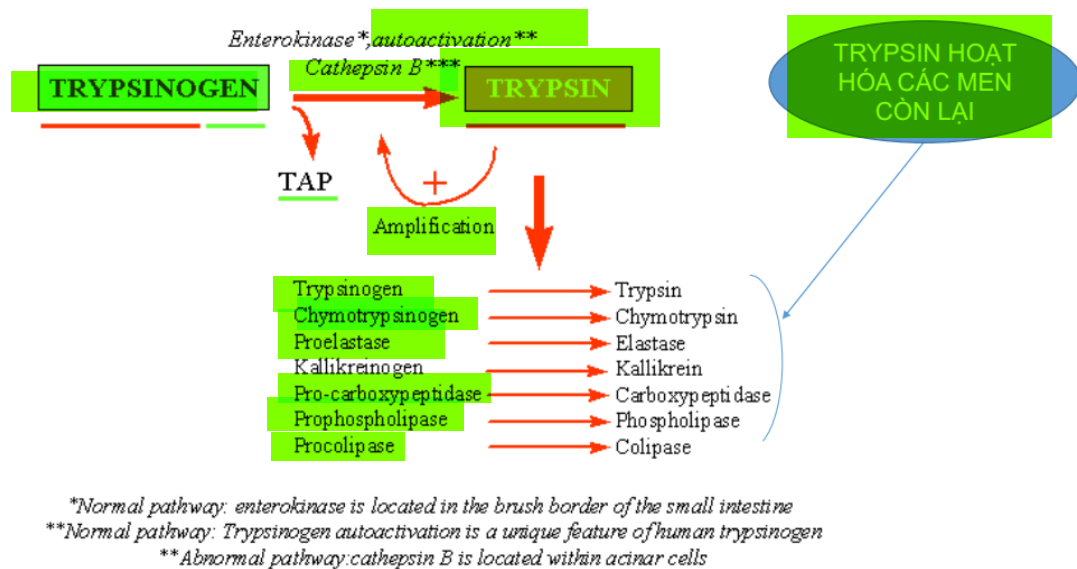 Enterokinase*,autoactivation**
Cathepsin B***
TRYPSINOGEN
TRYPSIN
TRYPSIN HOẠT
HÓA CÁC MEN
CÒN LẠI
TAP
+
Amplification
Trypsinogen
Trypsin
Chymotrypsinogen
Chymotrypsin
Proelastase
Elastase
Kallikreinogen
Kallikrein
Pro-carboxypeptidase
Carboxypeptidase
Prophospholipase
Phospholipase
Procolipase
Colipase
*Normal pathway: enterokinase is located in the brush border of the small intestine
**Normal pathway: Trypsinogen autoactivation is a unique feature of human trypsinogen
**Abnormal pathway:cathepsin B is located within acinar cells